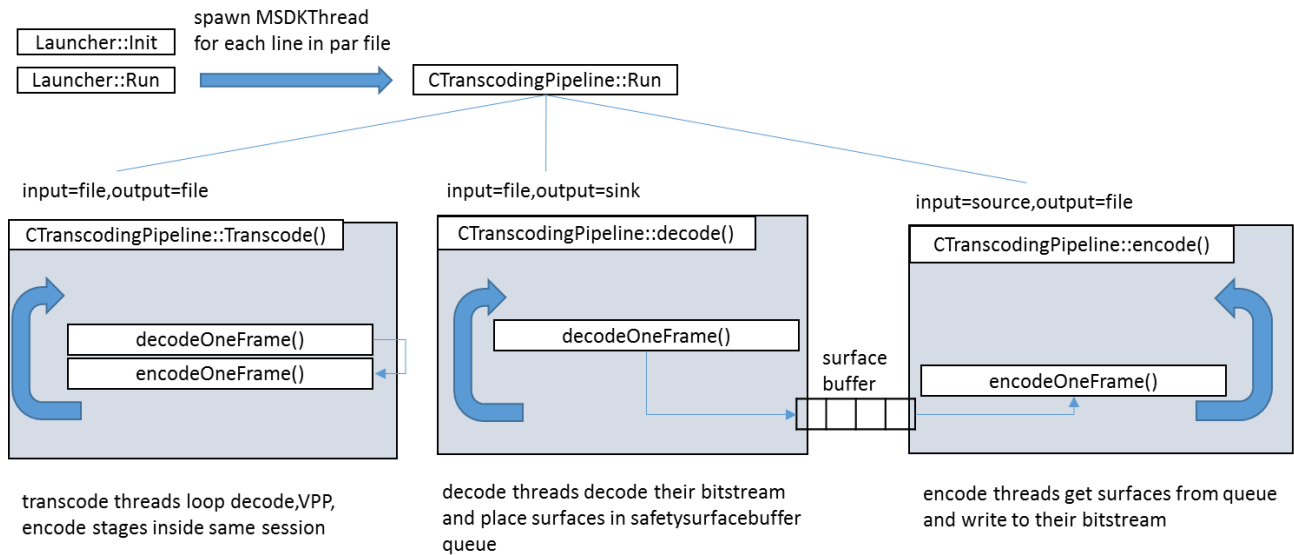 spawn MSDKThread
for each line in par file
Launcher::Init
Launcher::Run
CTranscodingPipeline::Run
input=file,output=file
input=file,output=sink
input=source,output=file
CTranscodingPipeline::Transcode()
CTranscodingPipeline::decode()
CTranscodingPipeline::encode()
decodeOneFrame()
encodeOneFrame()
decodeOneFrame()
surface
buffer
encodeOneFrame()
transcode threads loop decode,VPP,
encode stages inside same session
decode threads decode their bitstream
and place surfaces in safetysurfacebuffer
queue
encode threads get surfaces from queue
and write to their bitstream